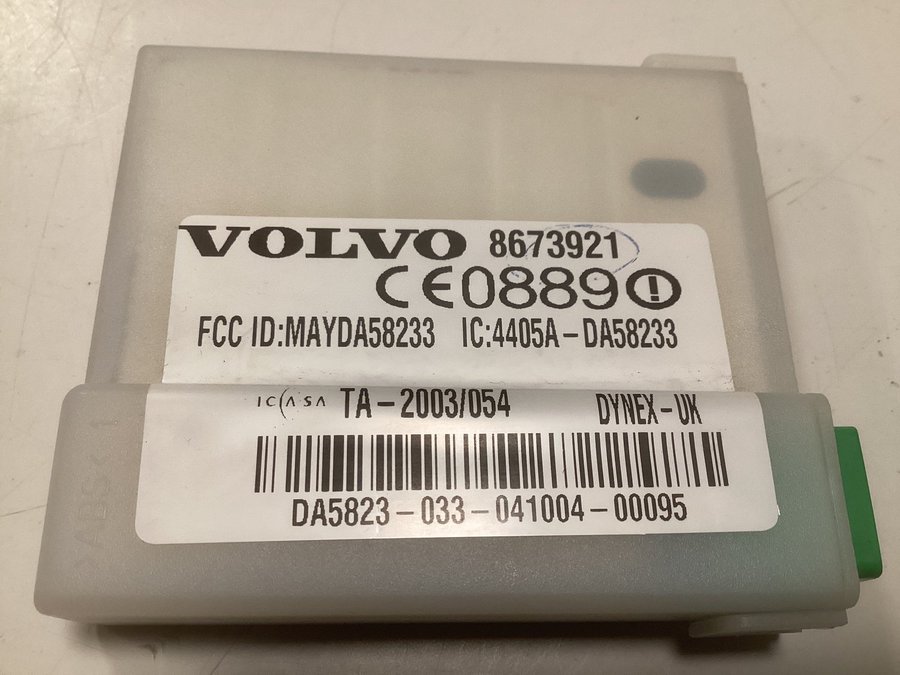 VOLVO 8673921
CE0889
FCC ID:MAYDA58233 IC:4405A-DA58233
ICASA TA-2003/054 DYNEX-UK
DA5823-033-041004-00095